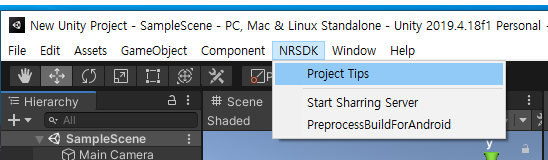 New Unity Project - SampleScene - PC, Mac & Linux Standalone - Unity 2019.4.18f1 Personal -
File Edit Assets GameObject Component NRSDK Window Help
Project Tips
Hierarchy
Scene
Start Sharring Server
All
Shaded
PreprocessBuildForAndroid
SampleScene
y
Main Camera